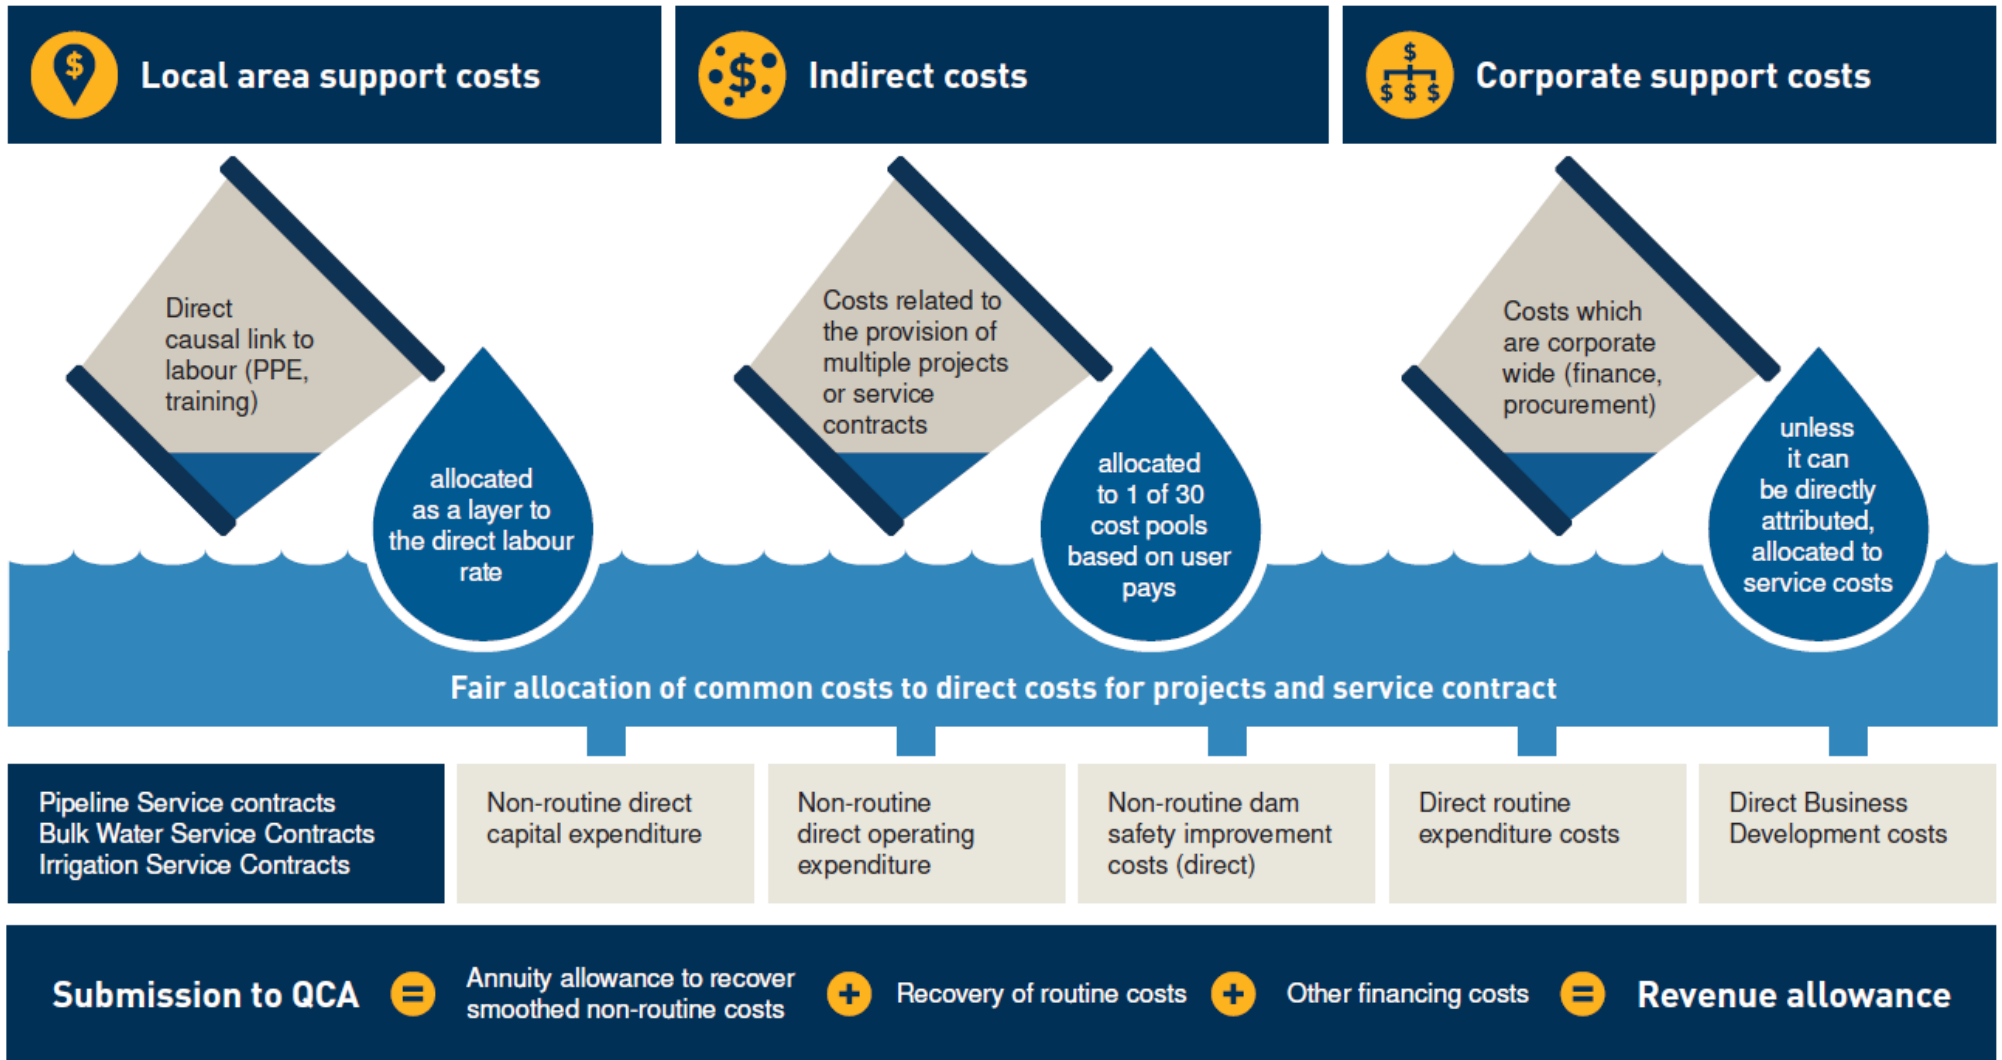 Local area support costs
Indirect costs
Corporate support costs
Direct
causal link to
labour (PPE,
training)
allocated
as a layer to
the direct labour
rate
Costs related to
the provision of
multiple projects
or service
contracts
allocated
to 1 of 30
cost pools
based on user
pays
Costs which
are corporate
wide (finance,
procurement)
unless
it can
be directly
attributed,
allocated to
service costs
Fair allocation of common costs to direct costs for projects and service contract
Pipeline Service contracts
Bulk Water Service Contracts
Irrigation Service Contracts
Non-routine direct
capital expenditure
Non-routine
direct operating
expenditure
Non-routine dam
safety improvement
costs (direct)
Direct routine
expenditure costs
Direct Business
Development costs
Submission to QCA
=
Annuity allowance to recover
smoothed non-routine costs
+
Recovery of routine costs
+
Other financing costs
=
Revenue allowance